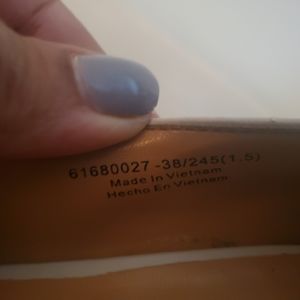 61680027 -38/245(1.5)
Made In Vietnam
Hecho En Vietnam